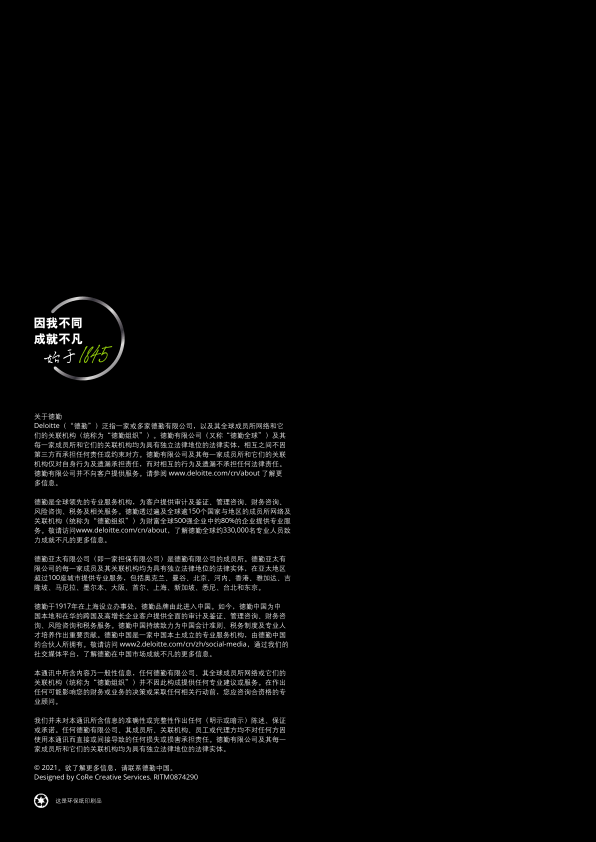 因我不同
成就不凡
始于1845
关于德勤
Deloitte（“德勤”）泛指一家或多家德勤有限公司，以及其全球成员所网络和它
们的关联机构（统称为“德勤组织”）。德勤有限公司（又称“德勤全球”）及其
每一家成员所和它们的关联机构均为具有独立法律地位的法律实体，相互之间不因
第三方而承担任何责任或约束对方。德勤有限公司及其每一家成员所和它们的关联
机构仅对自身行为及遗漏承担责任，而对相互的行为及遗漏不承担任何法律责任。
德勤有限公司并不向客户提供服务。请参阅 www.deloitte.com/cn/about 了解更
多信息。
德勤是全球领先的专业服务机构，为客户提供审计及鉴证、管理咨询、财务咨询、
风险咨询、税务及相关服务。德勤透过遍及全球逾150个国家与地区的成员所网络及
关联机构（统称为“德勤组织”）为财富全球500强企业中约80%的企业提供专业服
务。敬请访问www.deloitte.com/cn/about，了解德勤全球约330,000名专业人员致
力成就不凡的更多信息。
德勤亚太有限公司（即一家担保有限公司）是德勤有限公司的成员所。德勤亚太有
限公司的每一家成员及其关联机构均为具有独立法律地位的法律实体，在亚太地区
超过100座城市提供专业服务，包括奥克兰、曼谷、北京、河内、香港、雅加达、吉
隆坡、马尼拉、墨尔本、大阪、首尔、上海、新加坡、悉尼、台北和东京。
德勤于1917年在上海设立办事处，德勤品牌由此进入中国。如今，德勤中国为中
国本地和在华的跨国及高增长企业客户提供全面的审计及鉴证、管理咨询、财务咨
询、风险咨询和税务服务。德勤中国持续致力为中国会计准则、税务制度及专业人
才培养作出重要贡献。德勤中国是一家中国本土成立的专业服务机构，由德勤中国
的合伙人所拥有。敬请访问 www2.deloitte.com/cn/zh/social-media，通过我们的
社交媒体平台，了解德勤在中国市场成就不凡的更多信息。
本通讯中所含内容乃一般性信息，任何德勤有限公司、其全球成员所网络或它们的
关联机构（统称为“德勤组织”）并不因此构成提供任何专业建议或服务。在作出
任何可能影响您的财务或业务的决策或采取任何相关行动前，您应咨询合资格的专
业顾问。
我们并未对本通讯所含信息的准确性或完整性作出任何（明示或暗示）陈述、保证
或承诺。任何德勤有限公司、其成员所、关联机构、员工或代理方均不对任何方因
使用本通讯而直接或间接导致的任何损失或损害承担责任。德勤有限公司及其每一
家成员所和它们的关联机构均为具有独立法律地位的法律实体。
© 2021。欲了解更多信息，请联系德勤中国。
Designed by CoRe Creative Services. RITM0874290
这是环保纸印刷品